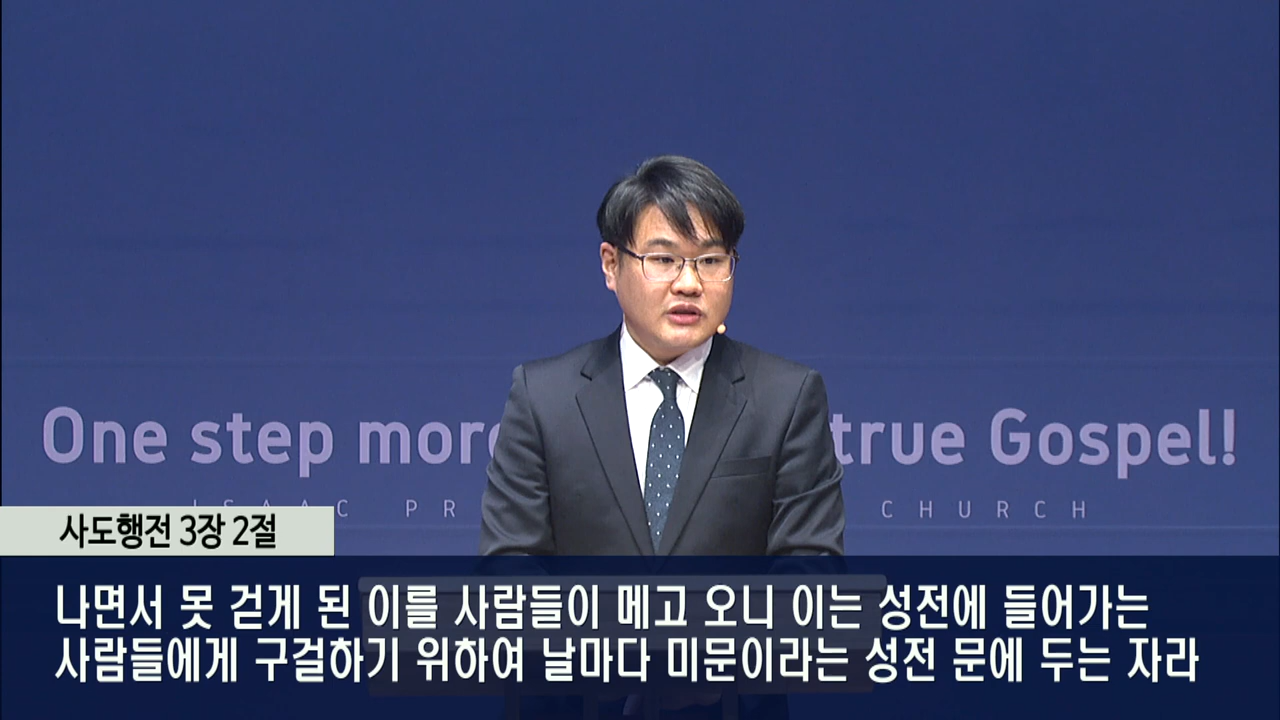 One step more true Gospel!
ISAAC PR CHURCH
사도행전 3장 2절
나면서 못 걷게 된 이를 사람들이 메고 오니 이는 성전에 들어가는
사람들에게 구걸하기 위하여 날마다 미문이라는 성전 문에 두는 자라